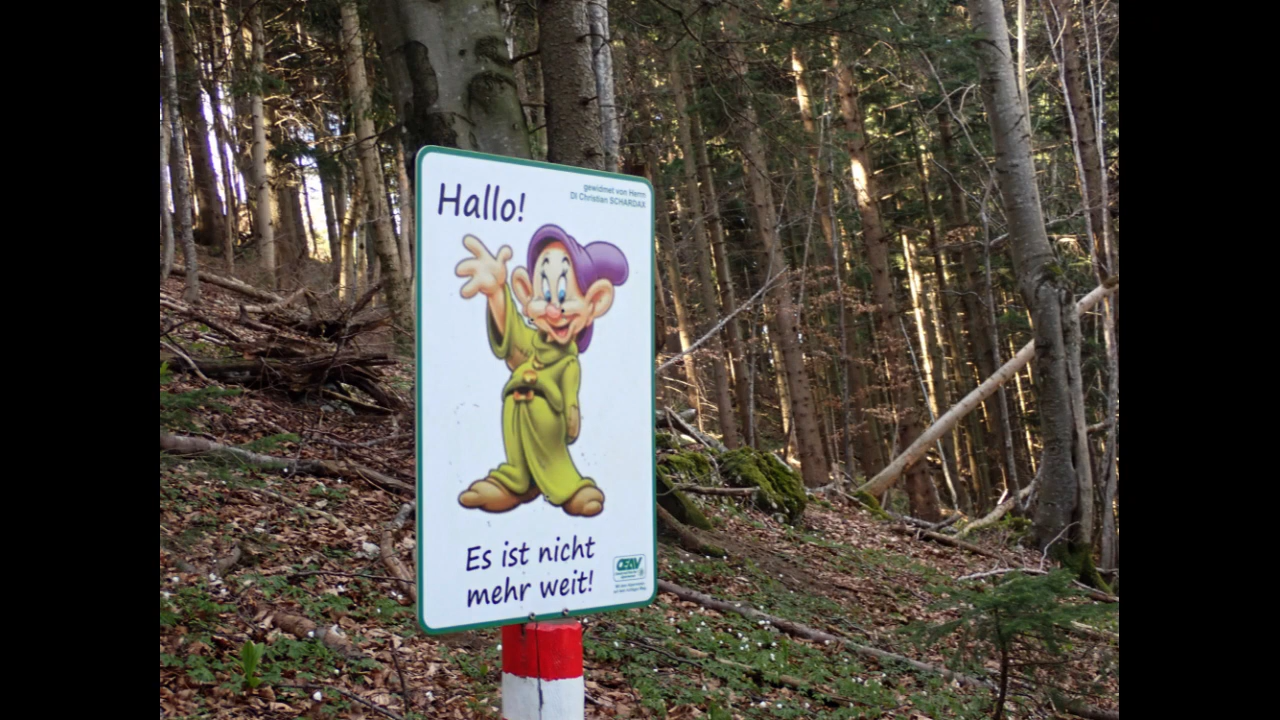 Hallo!
gewidmet von Herrn
DI Christian SCHARDAX
Es ist nicht
mehr weit!
OEAV